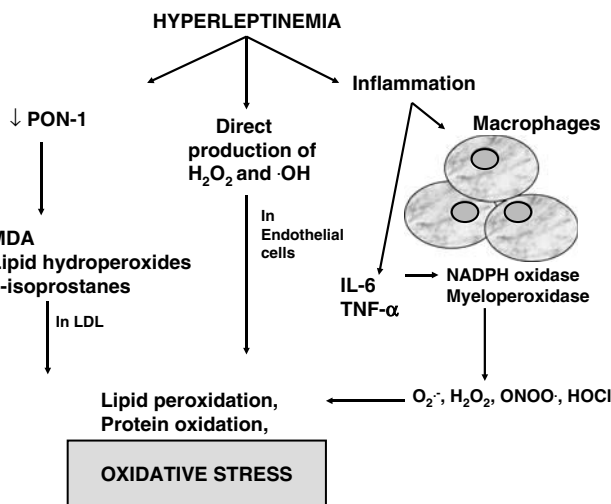 HYPERLEPTINEMIA
Inflammation
↓ PON-1
Direct
production of
H₂O₂ and ·OH
Macrophages
In
Endothelial
cells
MDA
Lipid hydroperoxides
-isoprostanes
In LDL
IL-6
TNF-α
NADPH oxidase
Myeloperoxidase
O₂·⁻, H₂O₂, ONOO·, HOCl
Lipid peroxidation,
Protein oxidation,
OXIDATIVE STRESS